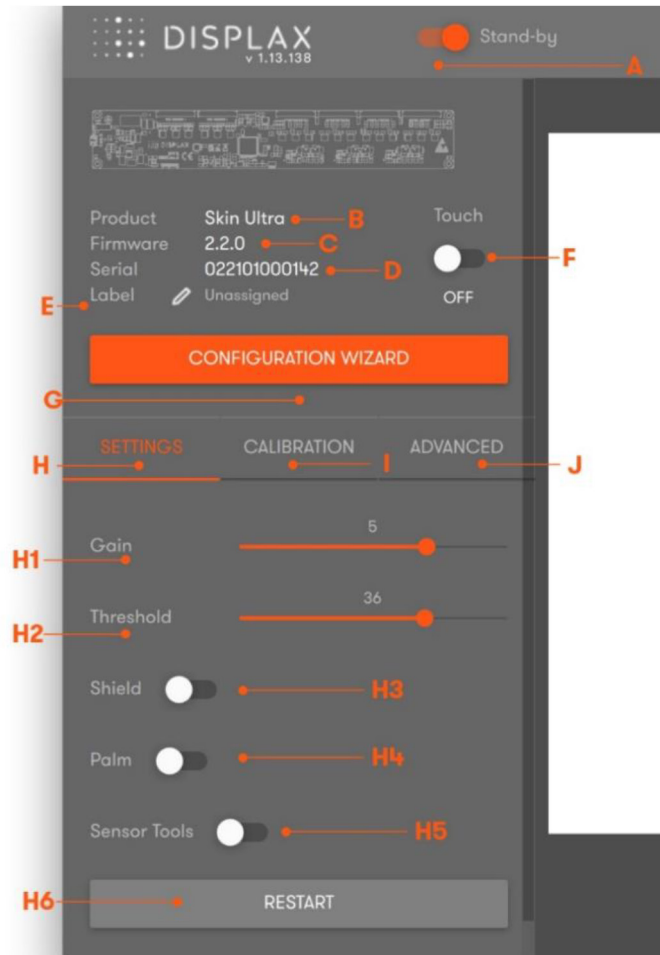 DISPLAX
v 1.13.138
Stand-by
A
DISPLAX
Product Skin Ultra B Touch
Firmware 2.2.0 C
Serial 022101000142 D F
E Label Unassigned OFF
CONFIGURATION WIZARD
G
SETTINGS CALIBRATION ADVANCED
H I J
5
Gain
H1
36
Threshold
H2
Shield H3
Palm H4
Sensor Tools H5
H6 RESTART